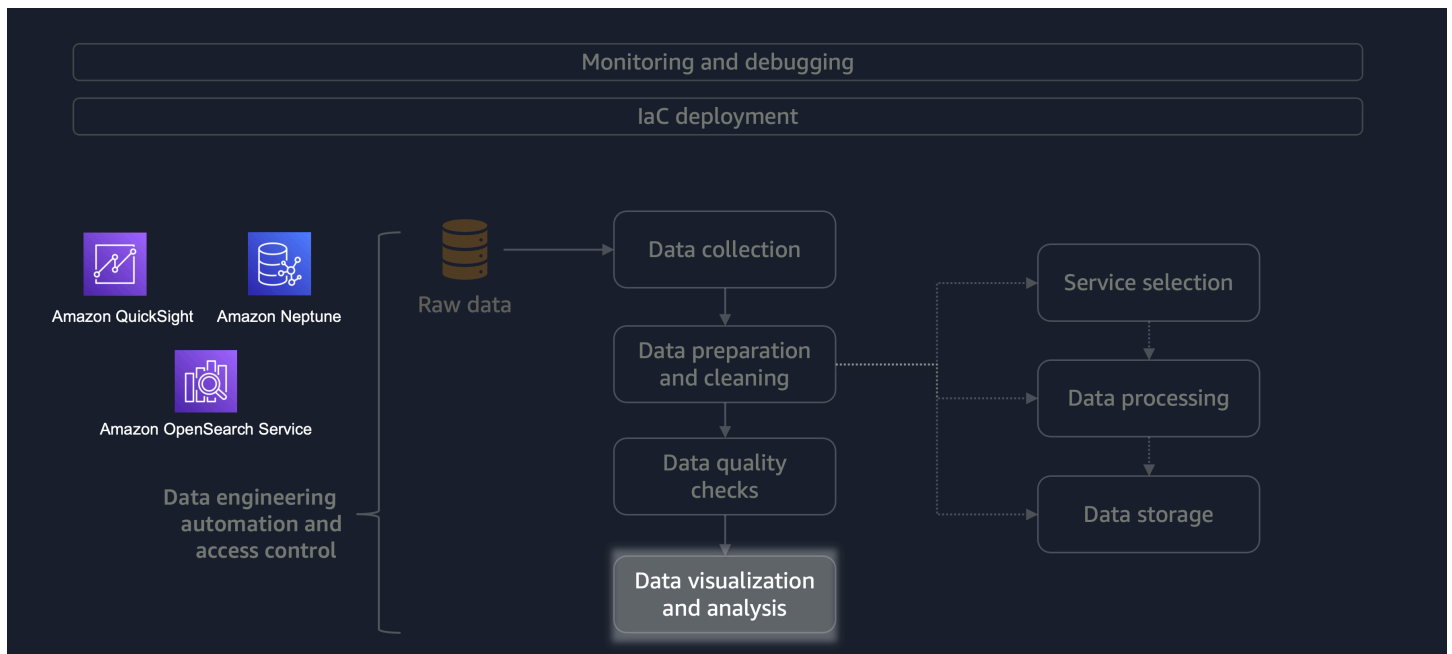 Monitoring and debugging
IaC deployment
Amazon QuickSight
Amazon Neptune
Amazon OpenSearch Service
Data engineering
automation and
access control
Raw data
Data collection
Data preparation
and cleaning
Data quality
checks
Data visualization
and analysis
Service selection
Data processing
Data storage